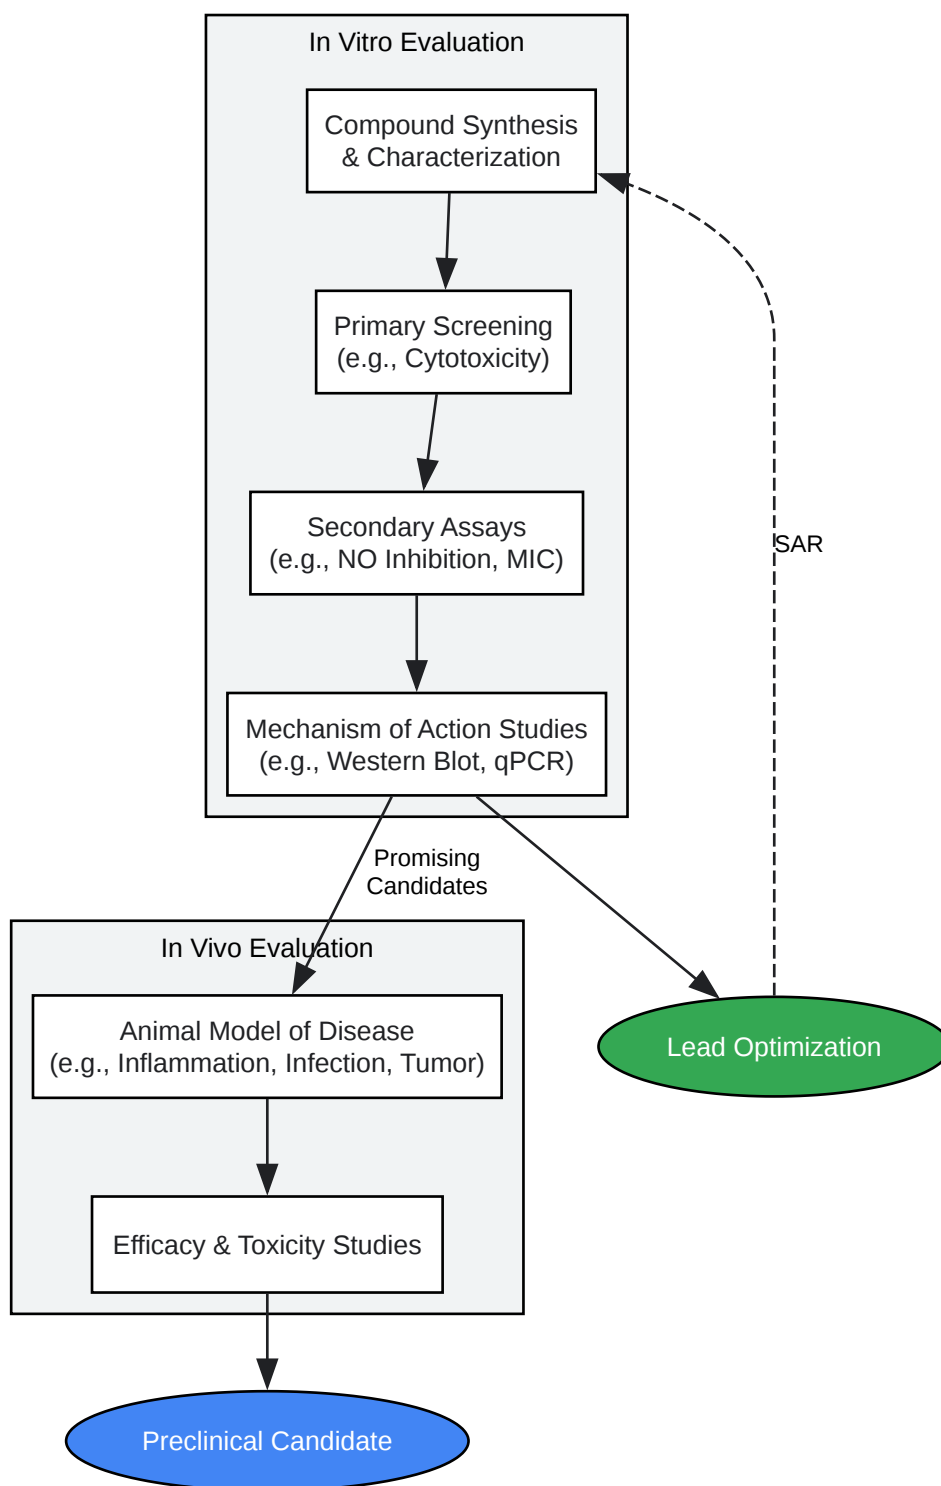 In Vitro Evaluation
Compound Synthesis
& Characterization
Primary Screening
(e.g., Cytotoxicity)
Secondary Assays
(e.g., NO Inhibition, MIC)
SAR
Mechanism of Action Studies
(e.g., Western Blot, qPCR)
Promising
Candidates
In Vivo Evaluation
Animal Model of Disease
(e.g., Inflammation, Infection, Tumor)
Lead Optimization
Efficacy & Toxicity Studies
Preclinical Candidate